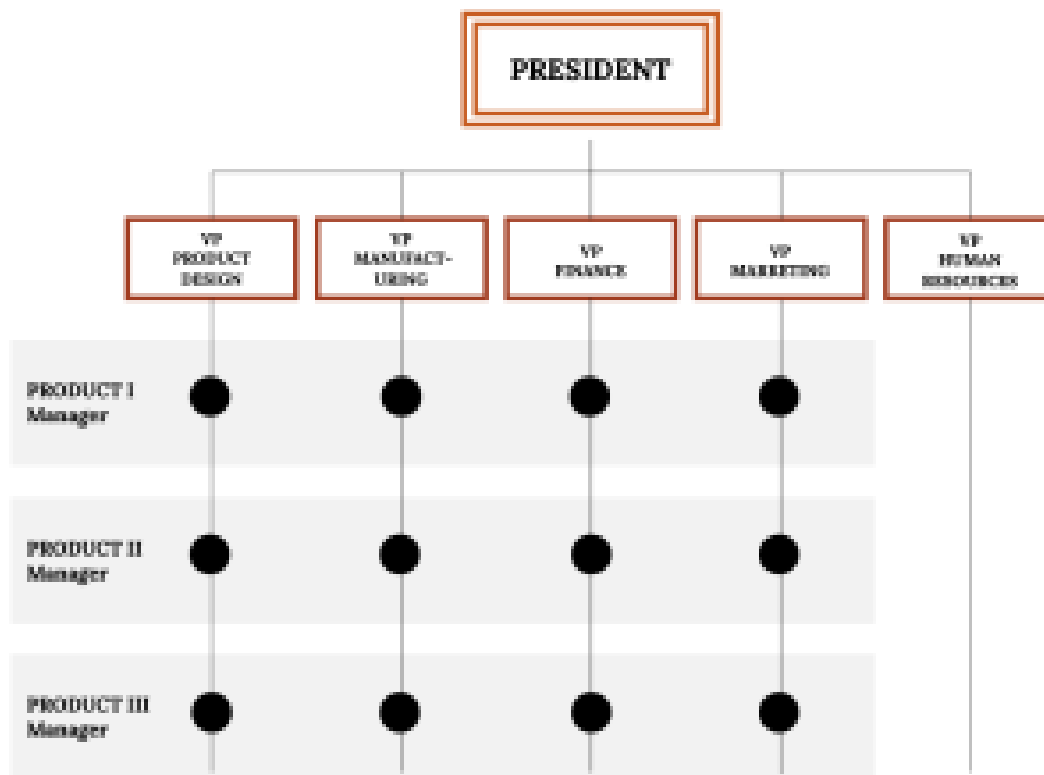 PRESIDENT
VP
PRODUCT
DESIGN
VP
MANUFACT-
URING
VP
FINANCE
VP
MARKETING
VP
HUMAN
RESOURCES
PRODUCT I
Manager
PRODUCT II
Manager
PRODUCT III
Manager